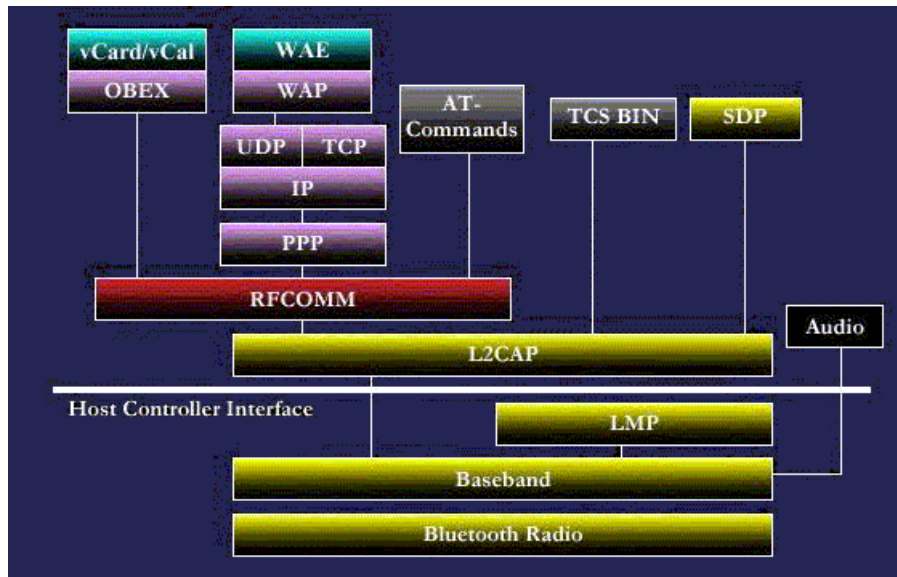 vCard/vCal
OBEX
WAE
WAP
AT-
Commands
TCS BIN
SDP
UDP
TCP
IP
PPP
RFCOMM
Audio
L2CAP
Host Controller Interface
LMP
Baseband
Bluetooth Radio